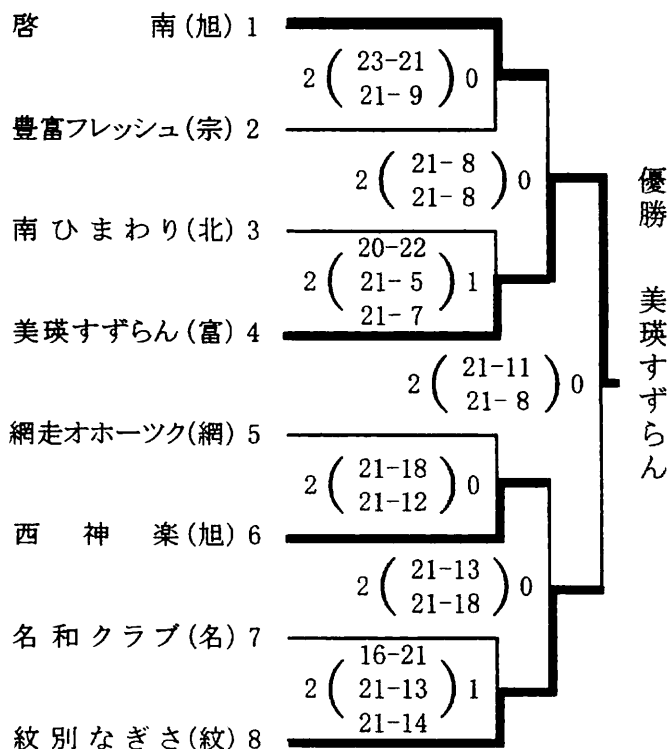 啓南(旭) 1
2 ( 23-21 21- 9 ) 0
豊富フレッシュ(宗) 2
2 ( 21- 8 21- 8 ) 0
南ひまわり(北) 3
2 ( 20-22 21- 5 21- 7 ) 1
美瑛すずらん(富) 4
2 ( 21-11 21- 8 ) 0
網走オホーツク(網) 5
2 ( 21-18 21-12 ) 0
西神楽(旭) 6
2 ( 21-13 21-18 ) 0
名和クラブ(名) 7
2 ( 16-21 21-13 21-14 ) 1
紋別なぎさ(紋) 8
優勝 美瑛すずらん